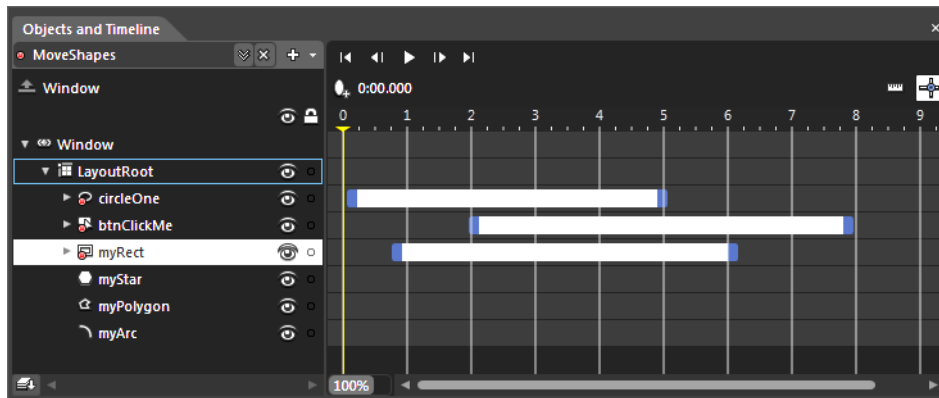 Objects and Timeline
MoveShapes
Window
0:00.000
0 1 2 3 4 5 6 7 8 9
Window
LayoutRoot
circleOne
btnClickMe
myRect
myStar
myPolygon
myArc
100%